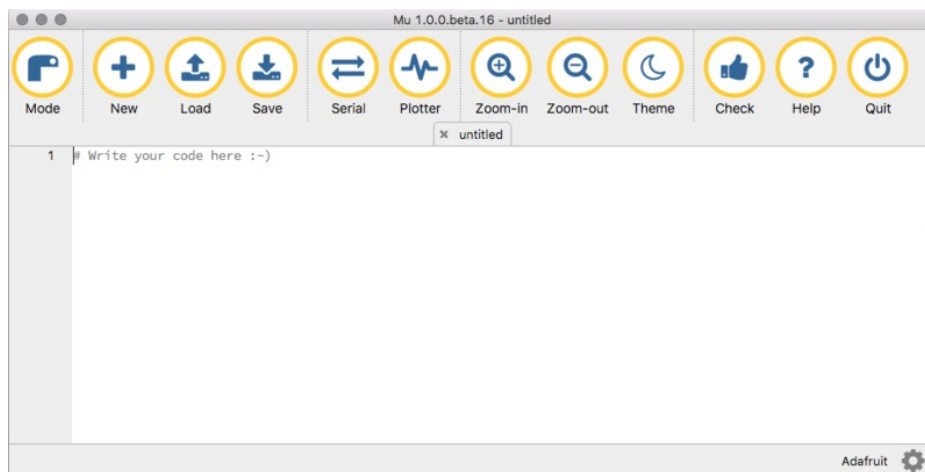 Mu 1.0.0.beta.16 - untitled
Mode New Load Save Serial Plotter Zoom-in Zoom-out Theme Check Help Quit
untitled
1 # Write your code here :-)
Adafruit